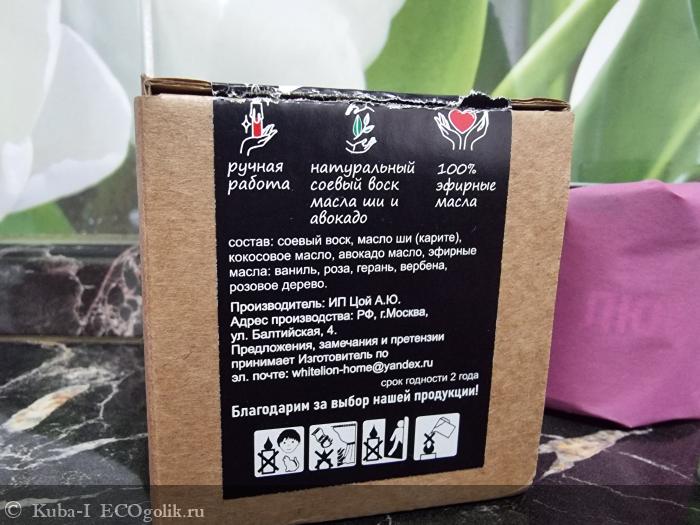 ручная
работа
натуральный
соевый воск
масла ши и
авокадо
100%
эфирные
масла
состав: соевый воск, масло ши (карите),
кокосовое масло, авокадо масло, эфирные
масла: ваниль, роза, герань, вербена,
розовое дерево.
Производитель: ИП Цой А.Ю.
Адрес производства: РФ, г.Москва,
ул. Балтийская, 4.
Предложения, замечания и претензии
принимает Изготовитель по
эл. почте: whitelion-home@yandex.ru
срок годности 2 года
Благодарим за выбор нашей продукции!
© Kuba-I ECOgolik.ru